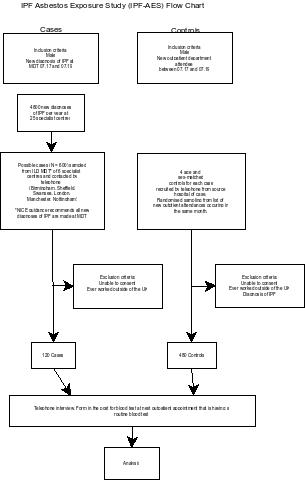 IPF Asbestos Exposure Study (IPF-AES) Flow Chart
Cases
Controls
Inclusion criteria
Male
New diagnosis of IPF at
MDT 07.17 and 07.19
Inclusion criteria
Male
New outpatient department
attendee
between 07.17 and 07.19
4600 new diagnoses
of IPF per year at
25 specialist centres
Possible cases (N = 600) sampled
from ILD MDT* of 6 specialist
centres and contacted by
telephone
(Birmingham, Sheffield,
Swansea, London,
Manchester, Nottingham)
*NICE guidance recommends all new
diagnoses of IPF are made at MDT
4 age and
sex-matched
controls for each case
recruited by telephone from source
hospital of case.
Randomised sampling from list of
new outpatient attendances occurring in
the same month.
Exclusion criteria
Unable to consent
Ever worked outside of the UK
Exclusion criteria
Unable to consent
Ever worked outside of the UK
Diagnosis of IPF
120 Cases
480 Controls
Telephone interview. Form in the post for blood test at next outpatient appointment that is having a
routine blood test
Analysis